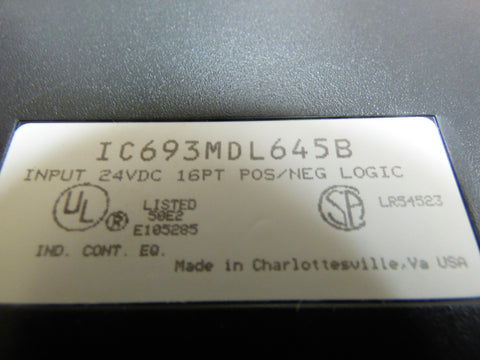 IC693MDL645B
INPUT 24VDC 16PT POS/NEG LOGIC
UL ® LISTED SA LR54523
50E2
E105285
IND. CONT. EQ.
Made in Charlottesville, Va USA